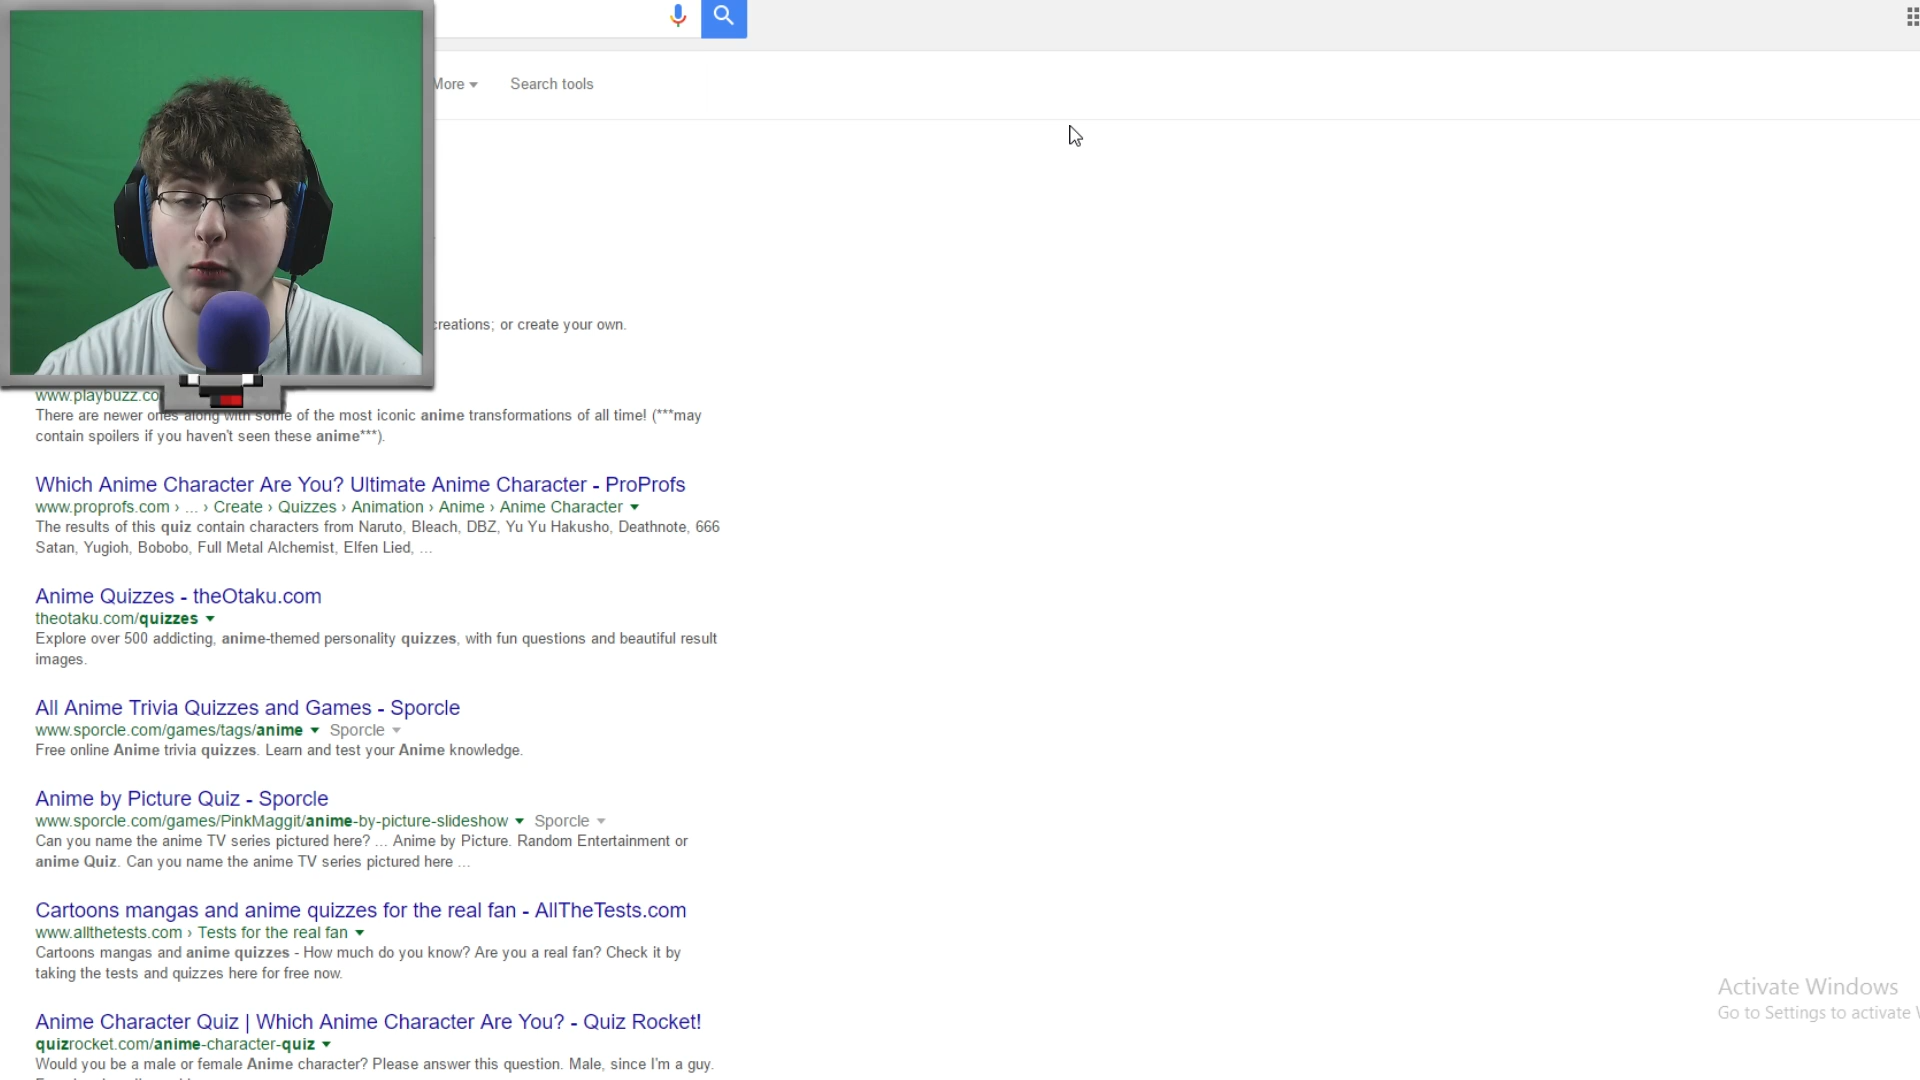 More
Search tools
creations; or create your own.
www.playbuzz.co
There are newer ones along with some of the most iconic anime transformations of all time! (***may
contain spoilers if you haven't seen these anime***).
Which Anime Character Are You? Ultimate Anime Character - ProProfs
www.proprofs.com › ... › Create › Quizzes › Animation › Anime › Anime Character
The results of this quiz contain characters from Naruto, Bleach, DBZ, Yu Yu Hakusho, Deathnote, 666
Satan, Yugioh, Bobobo, Full Metal Alchemist, Elfen Lied, ...
Anime Quizzes - theOtaku.com
theotaku.com/quizzes
Explore over 500 addicting, anime-themed personality quizzes, with fun questions and beautiful result
images.
All Anime Trivia Quizzes and Games - Sporcle
www.sporcle.com/games/tags/anime Sporcle
Free online Anime trivia quizzes. Learn and test your Anime knowledge.
Anime by Picture Quiz - Sporcle
www.sporcle.com/games/PinkMaggit/anime-by-picture-slideshow Sporcle
Can you name the anime TV series pictured here? ... Anime by Picture. Random Entertainment or
anime Quiz. Can you name the anime TV series pictured here ...
Cartoons mangas and anime quizzes for the real fan - AllTheTests.com
www.allthetests.com › Tests for the real fan
Cartoons mangas and anime quizzes - How much do you know? Are you a real fan? Check it by
taking the tests and quizzes here for free now.
Anime Character Quiz | Which Anime Character Are You? - Quiz Rocket!
quizrocket.com/anime-character-quiz
Would you be a male or female Anime character? Please answer this question. Male, since I'm a guy.
Activate Windows
Go to Settings to activate